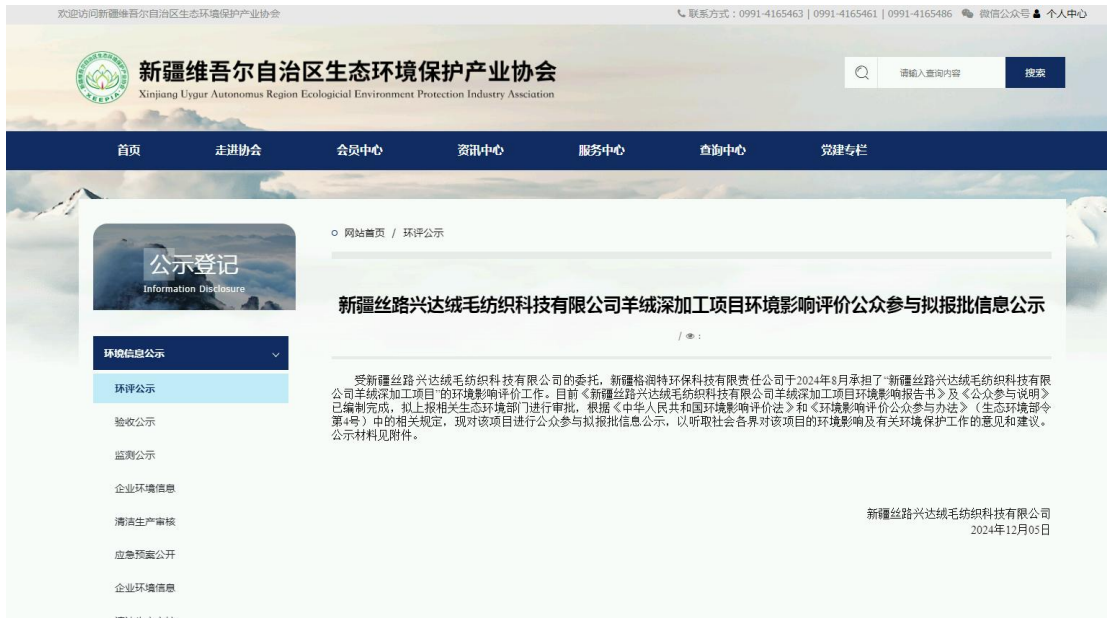 欢迎访问新疆维吾尔自治区生态环境保护产业协会
联系方式：0991-4165463 | 0991-4165461 | 0991-4165486 微信公众号 个人中心
新疆维吾尔自治区生态环境保护产业协会
Xinjiang Uygur Autonomus Region Ecologicial Environment Protection Industry Assciation
XEEPIA
请输入查询内容
搜索
首页 走进协会 会员中心 资讯中心 服务中心 查询中心 党建专栏
公示登记
Information Disclosure
网站首页 / 环评公示
新疆丝路兴达绒毛纺织科技有限公司羊绒深加工项目环境影响评价公众参与拟报批信息公示
/ :
环境信息公示
环评公示
验收公示
监测公示
企业环境信息
清洁生产审核
应急预案公开
企业环境信息
受新疆丝路兴达绒毛纺织科技有限公司的委托，新疆格润特环保科技有限责任公司于2024年8月承担了“新疆丝路兴达绒毛纺织科技有限
公司羊绒深加工项目”的环境影响评价工作。目前《新疆丝路兴达绒毛纺织科技有限公司羊绒深加工项目环境影响报告书》及《公众参与说明》
已编制完成，拟上报相关生态环境部门进行审批，根据《中华人民共和国环境影响评价法》和《环境影响评价公众参与办法》（生态环境部令
第4号）中的相关规定，现对该项目进行公众参与拟报批信息公示，以听取社会各界对该项目的环境影响及有关环境保护工作的意见和建议。
公示材料见附件。
新疆丝路兴达绒毛纺织科技有限公司
2024年12月05日